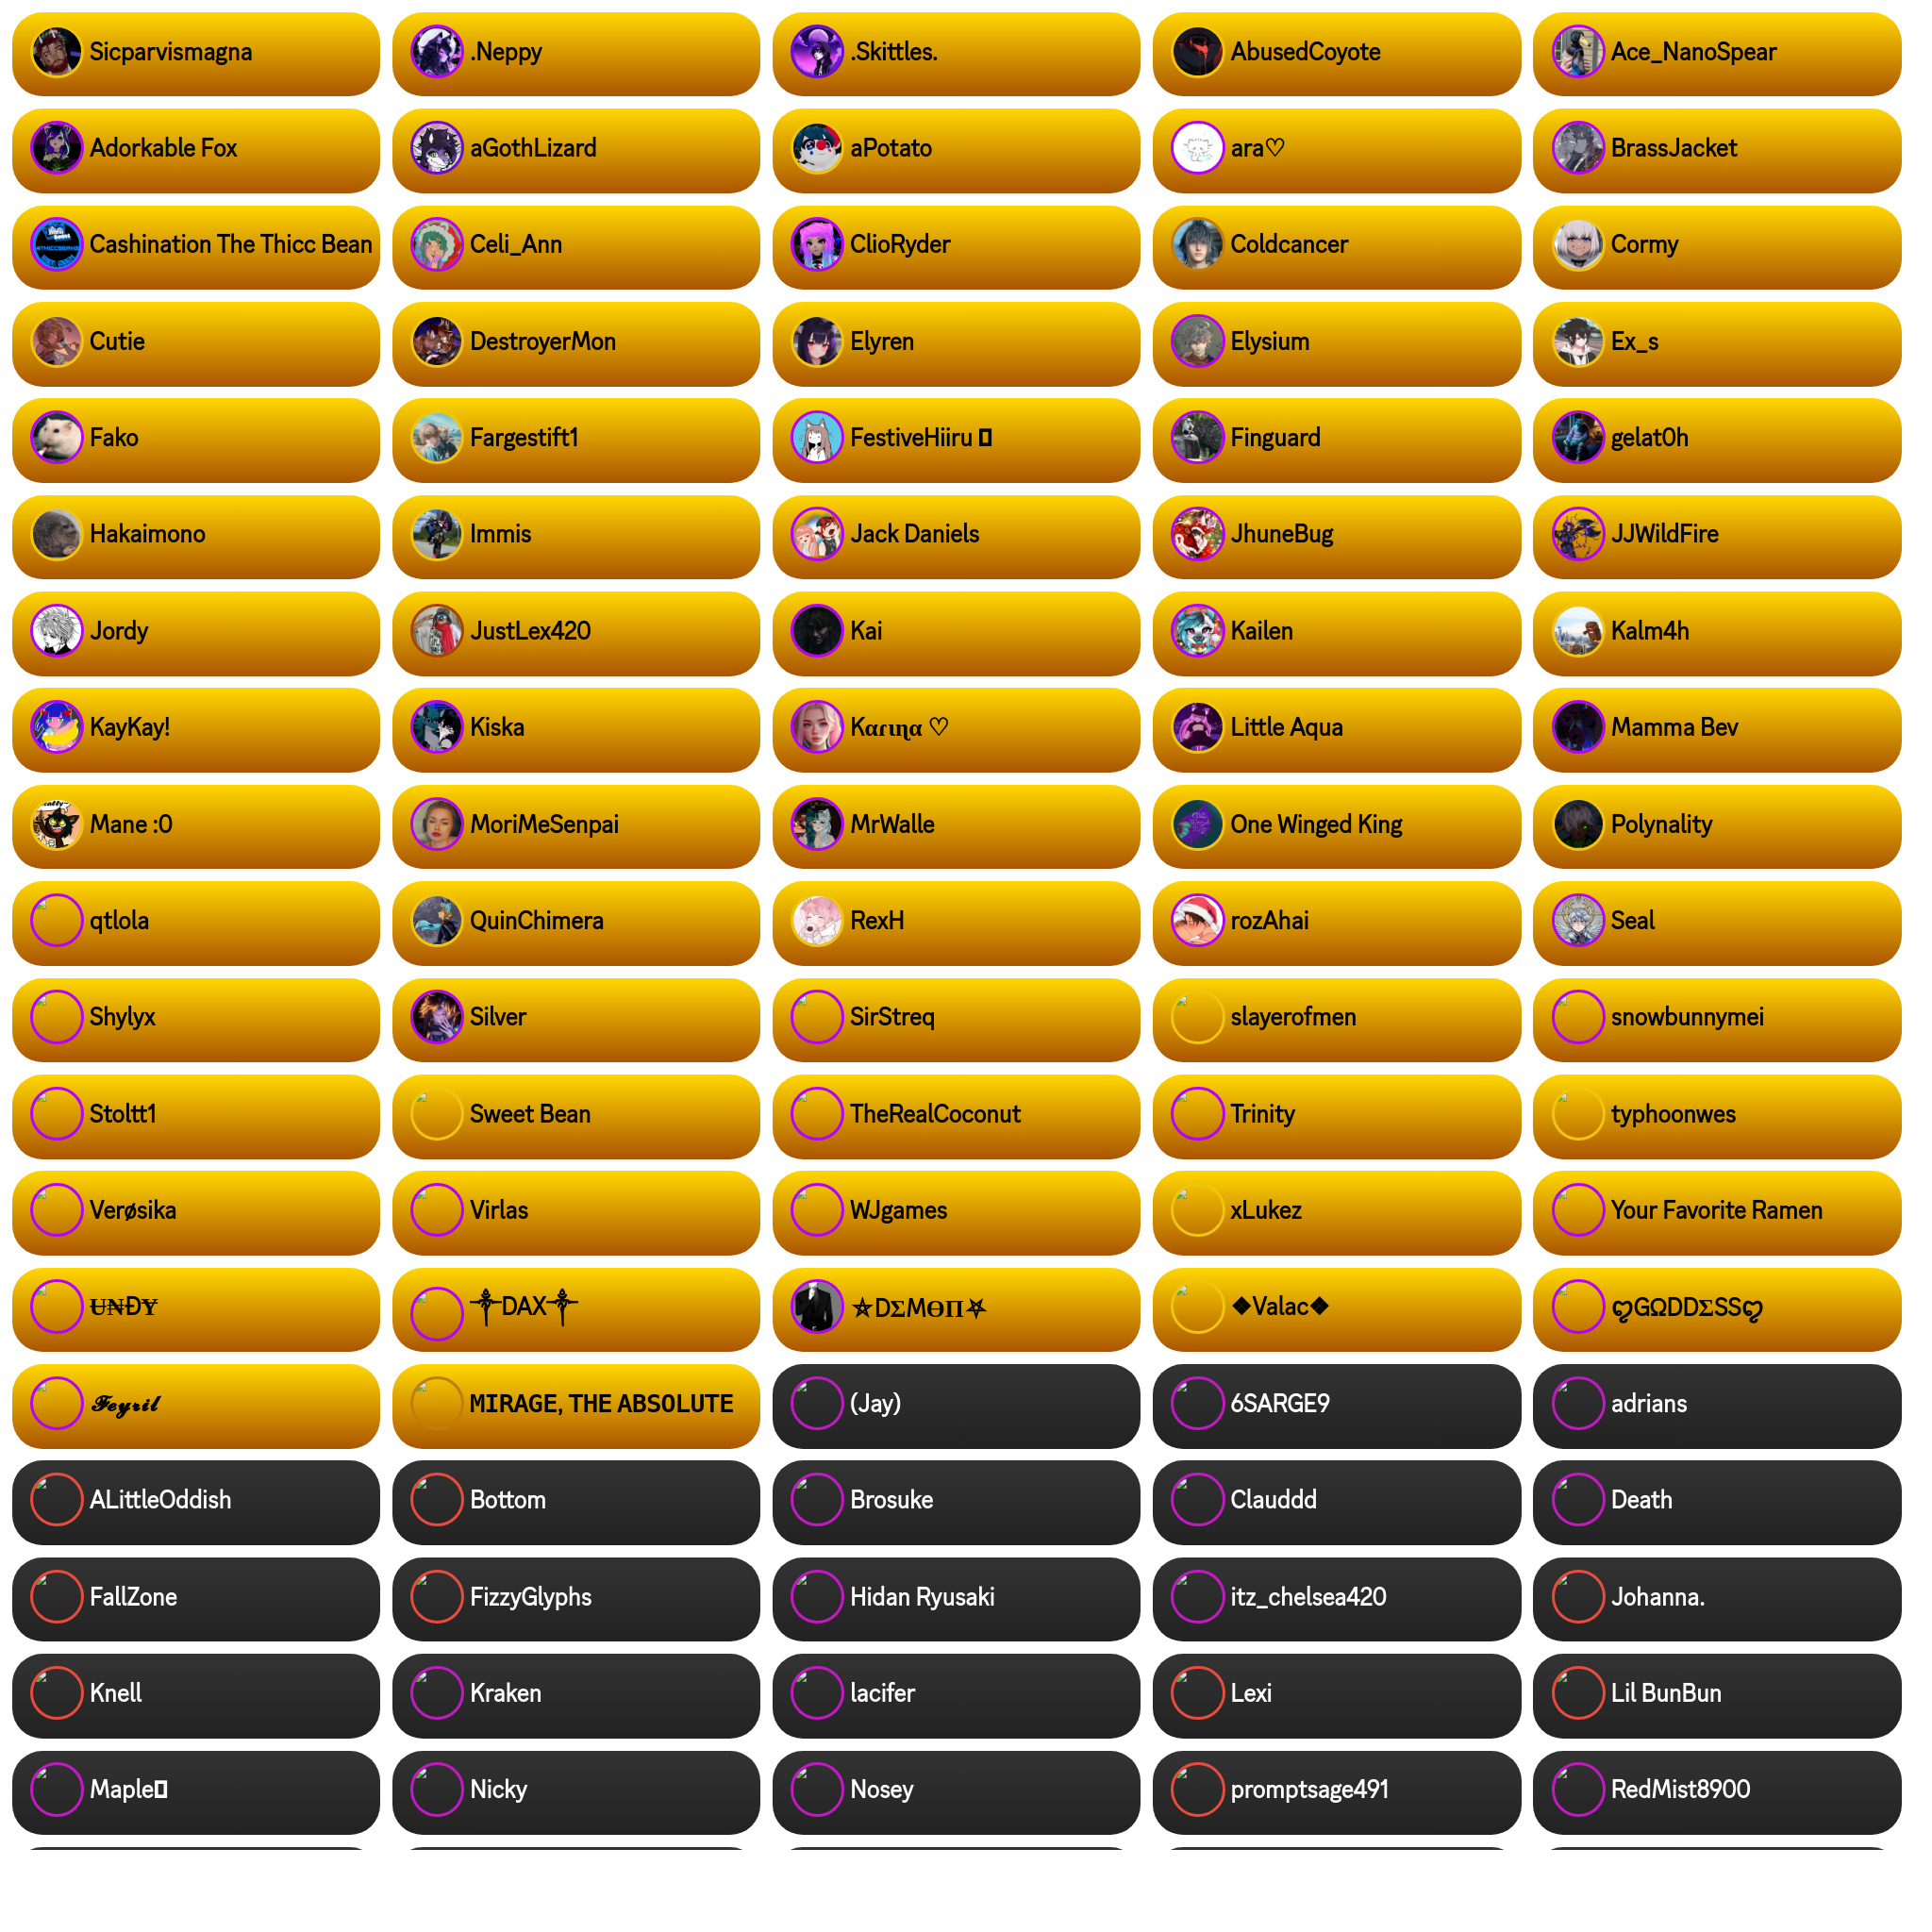 Sicparvismagna
.Neppy
.Skittles.
AbusedCoyote
Ace_NanoSpear
Adorkable Fox
aGothLizard
aPotato
ara♡
BrassJacket
Cashination The Thicc Bean
Celi_Ann
ClioRyder
Coldcancer
Cormy
Cutie
DestroyerMon
Elyren
Elysium
Ex_s
Fako
Fargestift1
FestiveHiiru
Finguard
gelat0h
Hakaimono
Immis
Jack Daniels
JhuneBug
JJWildFire
Jordy
JustLex420
Kai
Kailen
Kalm4h
KayKay!
Kiska
Kαɾιɳα ♡
Little Aqua
Mamma Bev
Mane :0
MoriMeSenpai
MrWalle
One Winged King
Polynality
qtlola
QuinChimera
RexH
rozAhai
Seal
Shylyx
Silver
SirStreq
slayerofmen
snowbunnymei
Stoltt1
Sweet Bean
TheRealCoconut
Trinity
typhoonwes
Verøsika
Virlas
WJgames
xLukez
Your Favorite Ramen
U̶N̶ĐɎ
༒DAX༒
⛤DΣMӨΠ⛧
❖Valac❖
ღGΩDDΣSSღ
𝓕𝓮𝔂𝓻𝓲𝓵
MIRAGE, THE ABSOLUTE
(Jay)
6SARGE9
adrians
ALittleOddish
Bottom
Brosuke
Clauddd
Death
FallZone
FizzyGlyphs
Hidan Ryusaki
itz_chelsea420
Johanna.
Knell
Kraken
lacifer
Lexi
Lil BunBun
Maple
Nicky
Nosey
promptsage491
RedMist8900